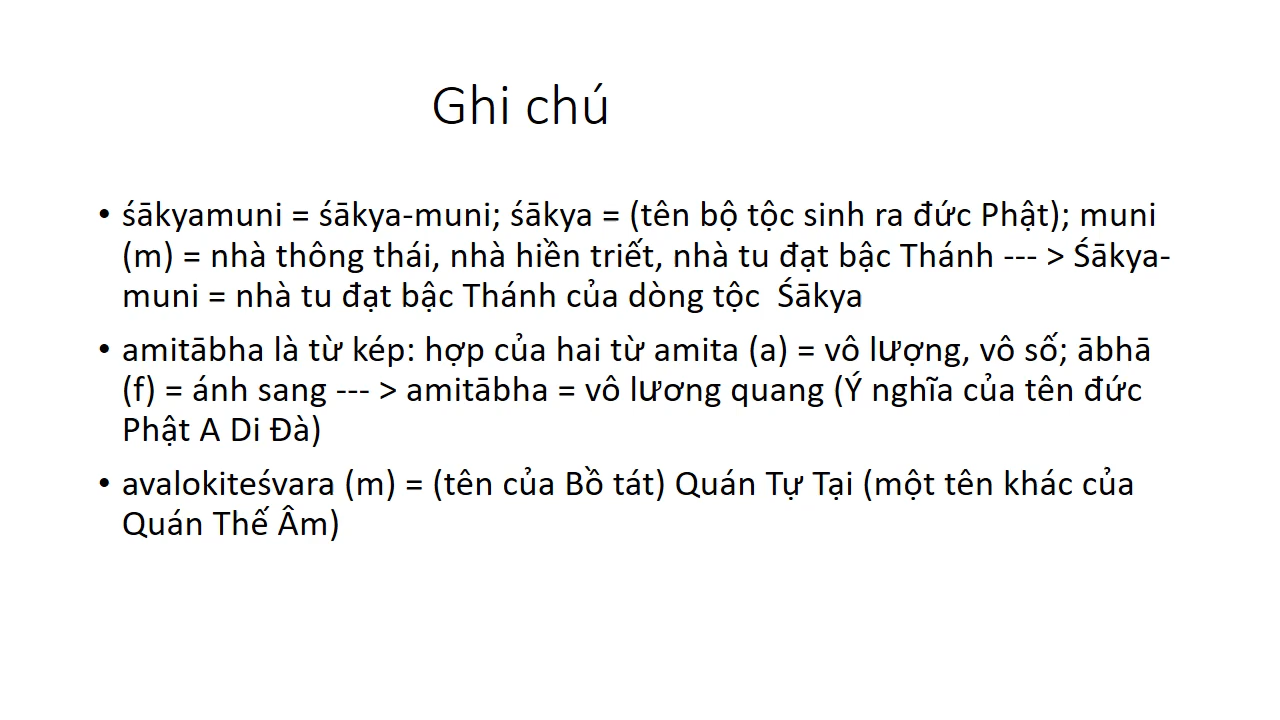 Ghi chú
• śākyamuni = śākya-muni; śākya = (tên bộ tộc sinh ra đức Phật); muni
(m) = nhà thông thái, nhà hiền triết, nhà tu đạt bậc Thánh --- > Śākya-
muni = nhà tu đạt bậc Thánh của dòng tộc  Śākya
• amitābha là từ kép: hợp của hai từ amita (a) = vô lượng, vô số; ābhā
(f) = ánh sang --- > amitābha = vô lương quang (Ý nghĩa của tên đức
Phật A Di Đà)
• avalokiteśvara (m) = (tên của Bồ tát) Quán Tự Tại (một tên khác của
Quán Thế Âm)